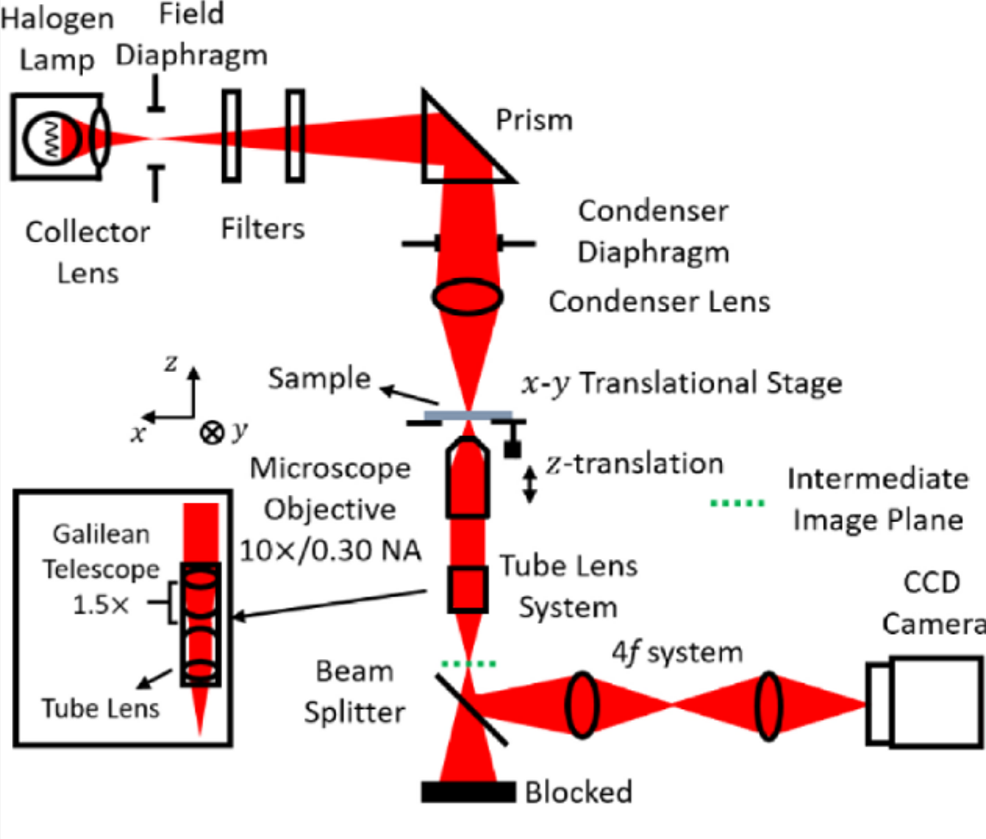 Halogen
Lamp
Field
Diaphragm
Prism
Collector
Lens
Filters
Condenser
Diaphragm
Condenser Lens
Sample
x-y Translational Stage
z
x
y
z-translation
Microscope
Objective
10×/0.30 NA
Intermediate
Image Plane
Galilean
Telescope
1.5×
Tube Lens
Tube Lens
System
CCD
Camera
4f system
Beam
Splitter
Blocked